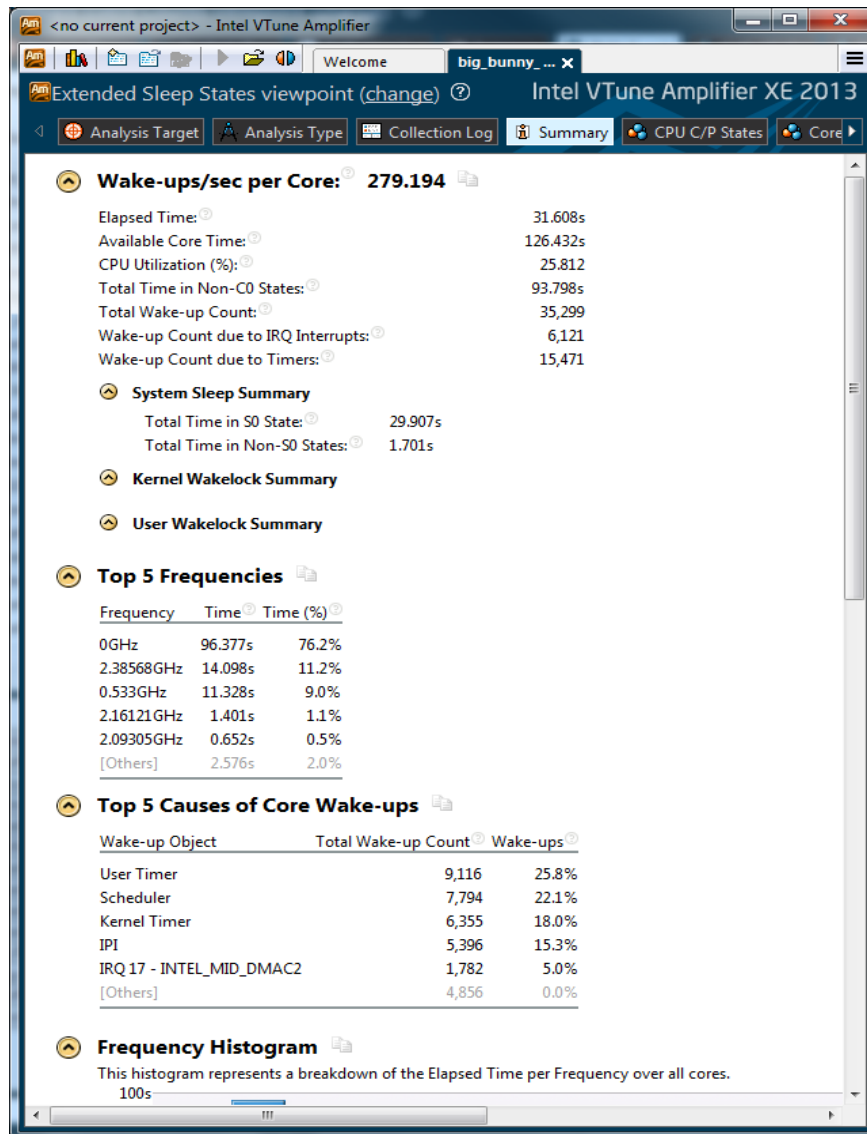 <no current project> - Intel VTune Amplifier
Welcome
big_bunny_ ... x
Extended Sleep States viewpoint (change)
Intel VTune Amplifier XE 2013
Analysis Target
Analysis Type
Collection Log
Summary
CPU C/P States
Core
Wake-ups/sec per Core: 279.194
Elapsed Time: 31.608s
Available Core Time: 126.432s
CPU Utilization (%): 25.812
Total Time in Non-C0 States: 93.798s
Total Wake-up Count: 35,299
Wake-up Count due to IRQ Interrupts: 6,121
Wake-up Count due to Timers: 15,471
System Sleep Summary
Total Time in S0 State: 29.907s
Total Time in Non-S0 States: 1.701s
Kernel Wakelock Summary
User Wakelock Summary
Top 5 Frequencies
Frequency Time Time (%)
0GHz 96.377s 76.2%
2.38568GHz 14.098s 11.2%
0.533GHz 11.328s 9.0%
2.16121GHz 1.401s 1.1%
2.09305GHz 0.652s 0.5%
[Others] 2.576s 2.0%
Top 5 Causes of Core Wake-ups
Wake-up Object Total Wake-up Count Wake-ups
User Timer 9,116 25.8%
Scheduler 7,794 22.1%
Kernel Timer 6,355 18.0%
IPI 5,396 15.3%
IRQ 17 - INTEL_MID_DMAC2 1,782 5.0%
[Others] 4,856 0.0%
Frequency Histogram
This histogram represents a breakdown of the Elapsed Time per Frequency over all cores.
100s